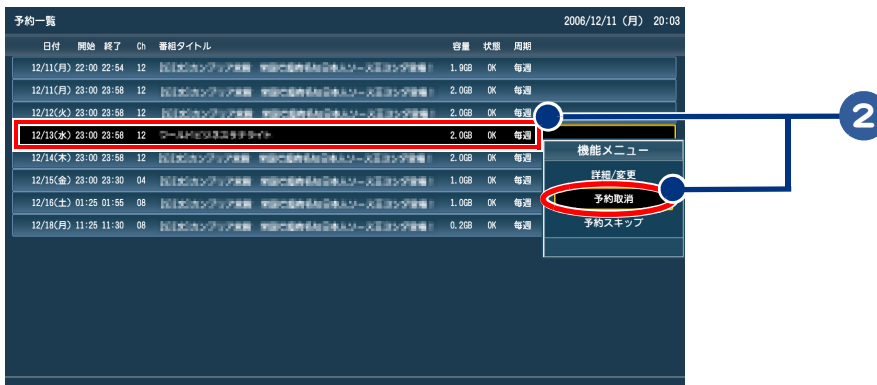 予約一覧 2006/12/11 (月) 20:03
日付 開始 終了 Ch 番組タイトル 容量 状態 周期
12/11(月) 22:00 22:54 12 1.9GB OK 毎週
12/11(月) 23:00 23:58 12 2.0GB OK 毎週
12/12(火) 23:00 23:58 12 2.0GB OK 毎週
12/13(水) 23:00 23:58 12 2.0GB OK 毎週
12/14(木) 23:00 23:58 12 2.0GB OK 毎週
12/15(金) 23:00 23:30 04 1.0GB OK 毎週
12/16(土) 01:25 01:55 08 1.0GB OK 毎週
12/18(月) 11:25 11:30 08 0.2GB OK 毎週
機能メニュー
詳細/変更
予約取消
予約スキップ
2